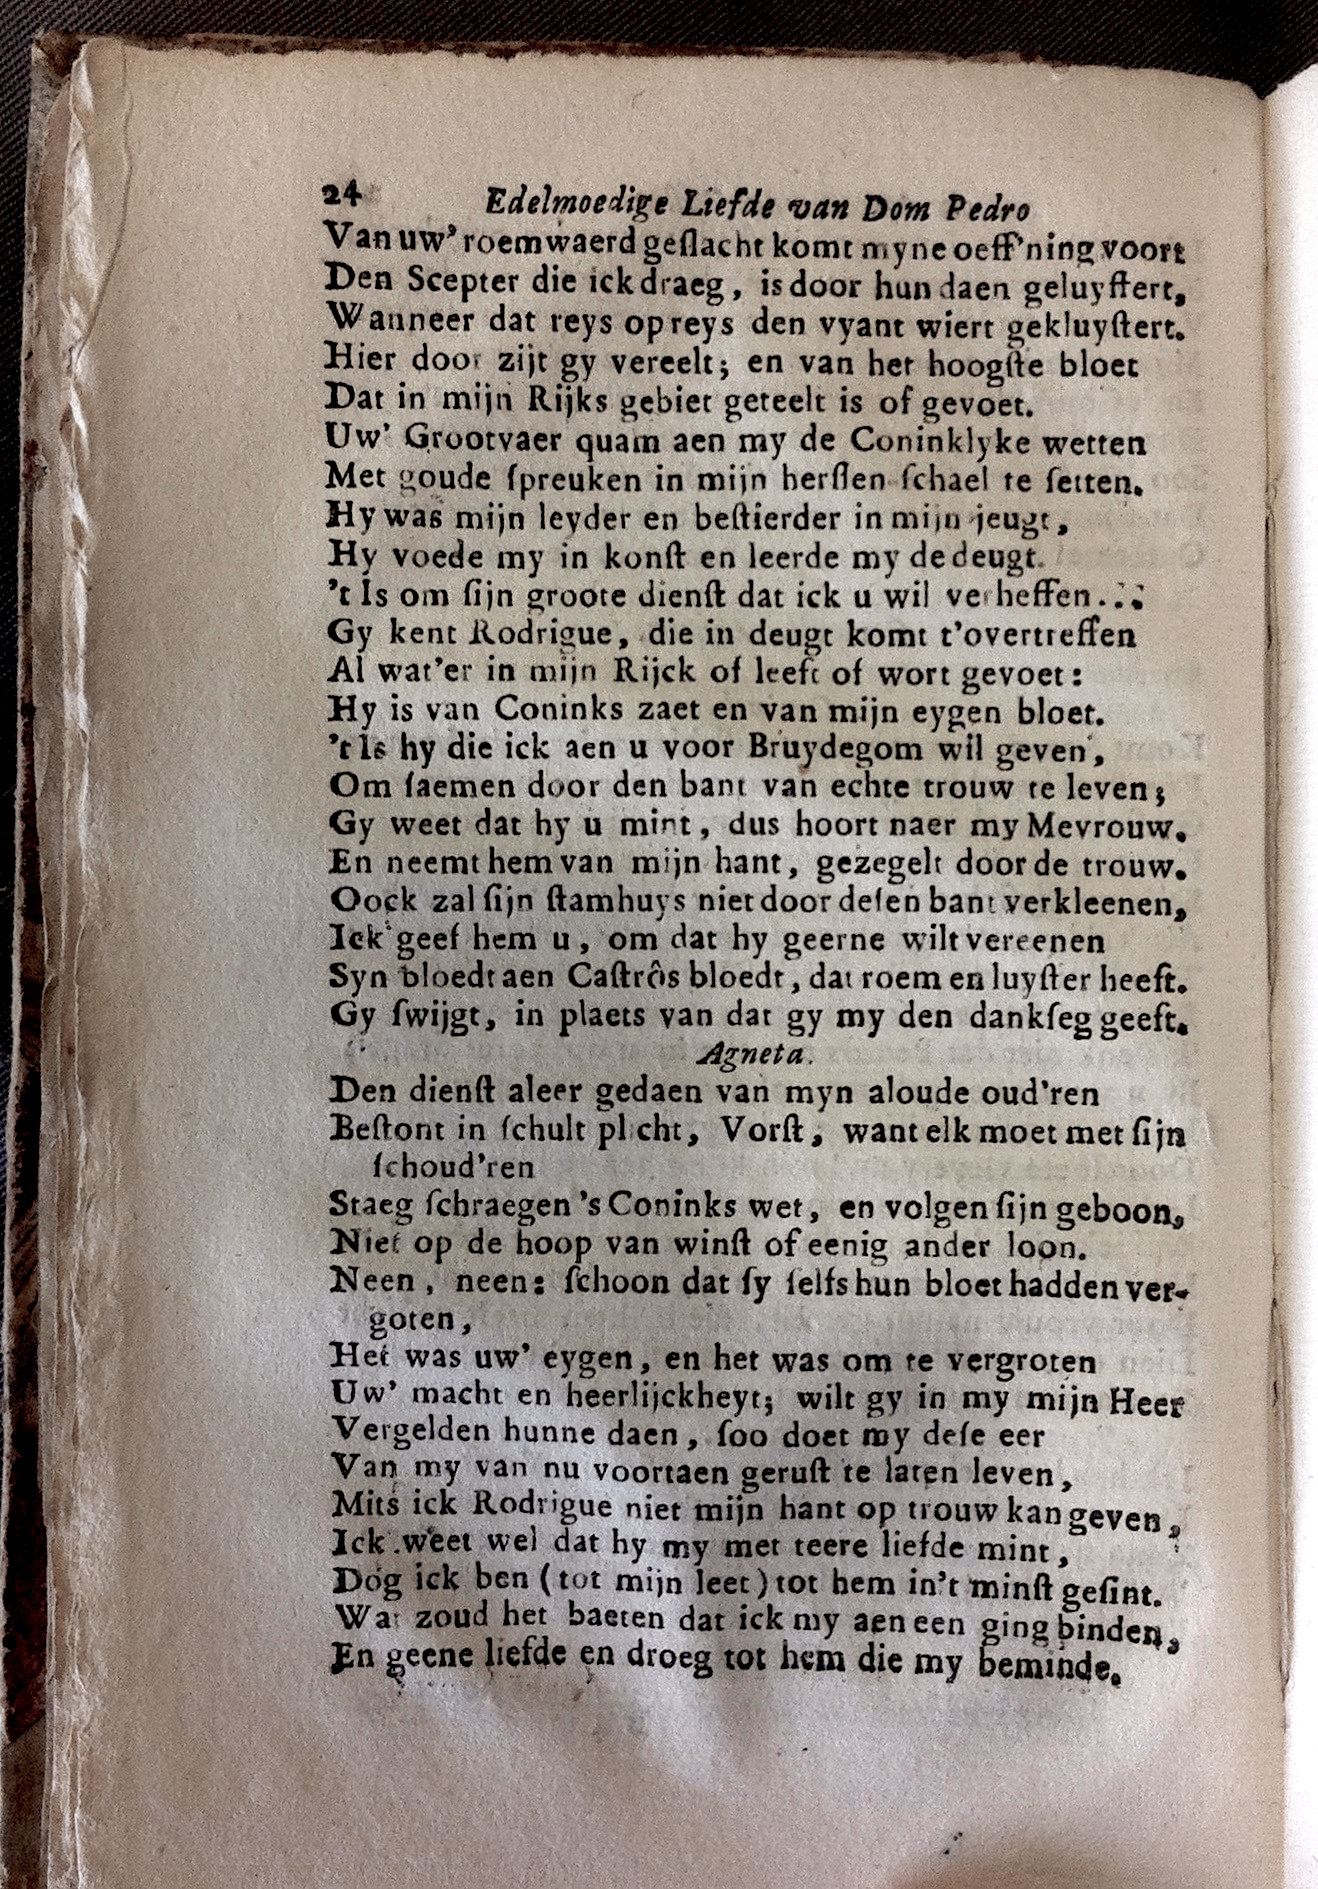 24 Edelmoedige Liefde van Dom Pedro
Van uw' roemwaerd geſlacht komt myne oeff'ning voort
Den Scepter die ick draeg, is door hun daen geluyſtert,
Wanneer dat reys op reys den vyant wiert gekluyſtert.
Hier door zijt gy vereelt; en van het hoogſte bloet
Dat in mijn Rijks gebiet geteelt is of gevoet.
Uw' Grootvaer quam aen my de Coninklyke wetten
Met goude ſpreuken in mijn herſſen ſchael te ſetten.
Hy was mijn leyder en beſtierder in mijn jeugt,
Hy voede my in konſt en leerde my de deugt.
't Is om ſijn groote dienſt dat ick u wil verheffen...
Gy kent Rodrigue, die in deugt komt t'overtreffen
Al wat'er in mijn Rijck of leeft of wort gevoet:
Hy is van Coninks zaet en van mijn eygen bloet.
't Is hy die ick aen u voor Bruydegom wil geven,
Om ſaemen door den bant van echte trouw te leven;
Gy weet dat hy u mint, dus hoort naer my Mevrouw.
En neemt hem van mijn hant, gezegelt door de trouw.
Oock zal ſijn ſtamhuys niet door deſen bant verkleenen,
Ick geef hem u, om dat hy geerne wilt vereenen
Syn bloedt aen Caſtrôs bloedt, dat roem en luyſter heeft.
Gy ſwijgt, in plaets van dat gy my den dankſeg geeft.
Agneta.
Den dienſt aleer gedaen van myn aloude oud'ren
Beſtont in ſchult plicht, Vorſt, want elk moet met ſijn
ſchoud'ren
Staeg ſchraegen 's Coninks wet, en volgen ſijn geboon,
Niet op de hoop van winſt of eenig ander loon.
Neen, neen: ſchoon dat ſy ſelfs hun bloet hadden ver-
goten,
Het was uw' eygen, en het was om te vergroten
Uw' macht en heerlijckheyt; wilt gy in my mijn Heer
Vergelden hunne daen, ſoo doet my deſe eer
Van my van nu voortaen geruſt te laten leven,
Mits ick Rodrigue niet mijn hant op trouw kan geven,
Ick weet wel dat hy my met teere liefde mint,
Dog ick ben (tot mijn leet) tot hem in't minſt geſint.
Wat zoud het baeten dat ick my aen een ging binden,
En geene liefde en droeg tot hem die my beminde.